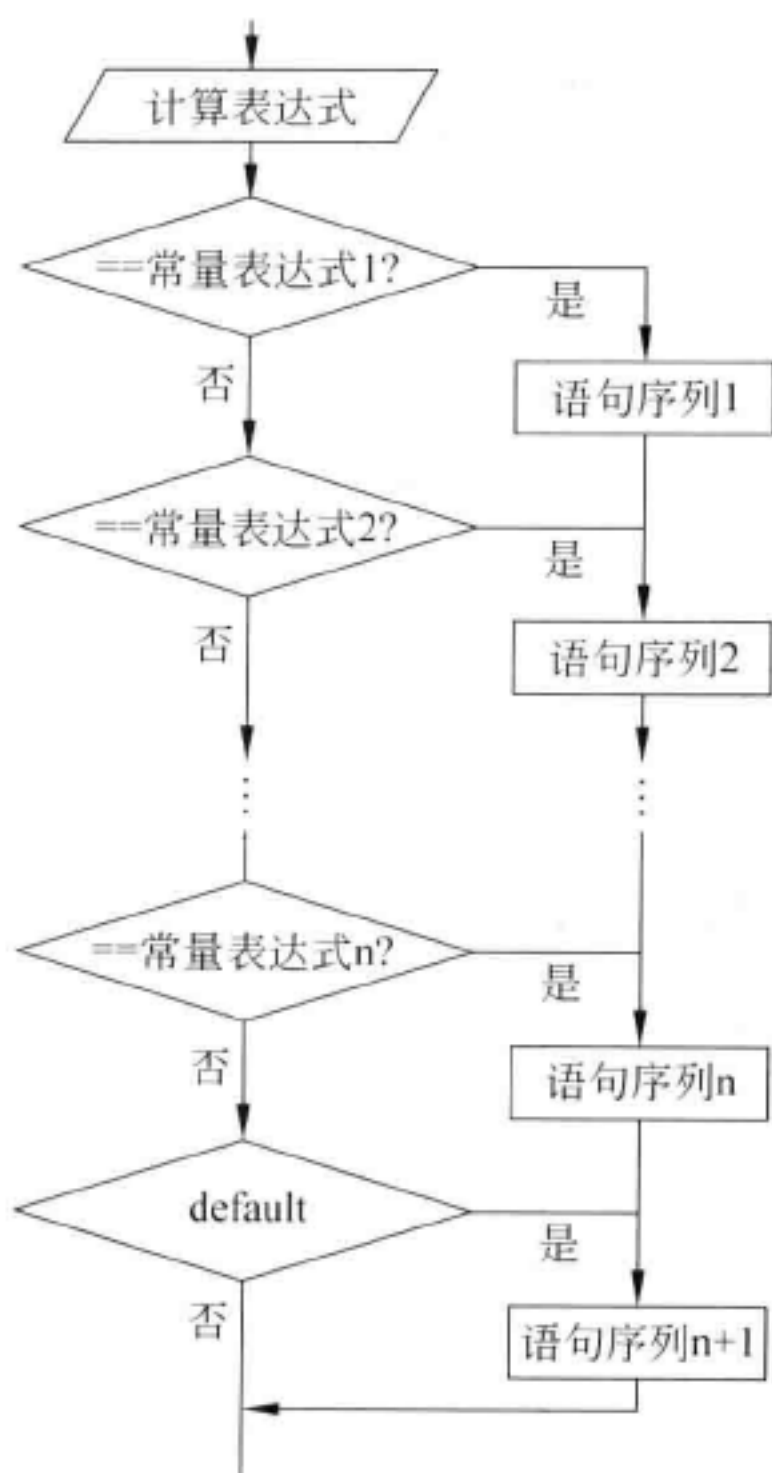 计算表达式
==常量表达式1?
是
语句序列1
否
==常量表达式2?
是
语句序列2
否
⋮
⋮
==常量表达式n?
是
语句序列n
否
default
是
语句序列n+1
否